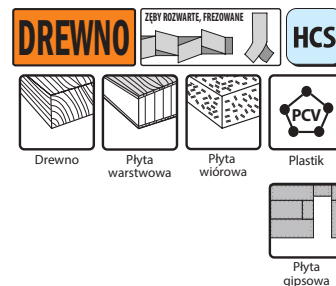 DREWNO
ZĘBY ROZWARTE, FREZOWANE
HCS
Drewno
Płyta
warstwowa
Płyta
wiórowa
PCV
Plastik
Płyta
gipsowa